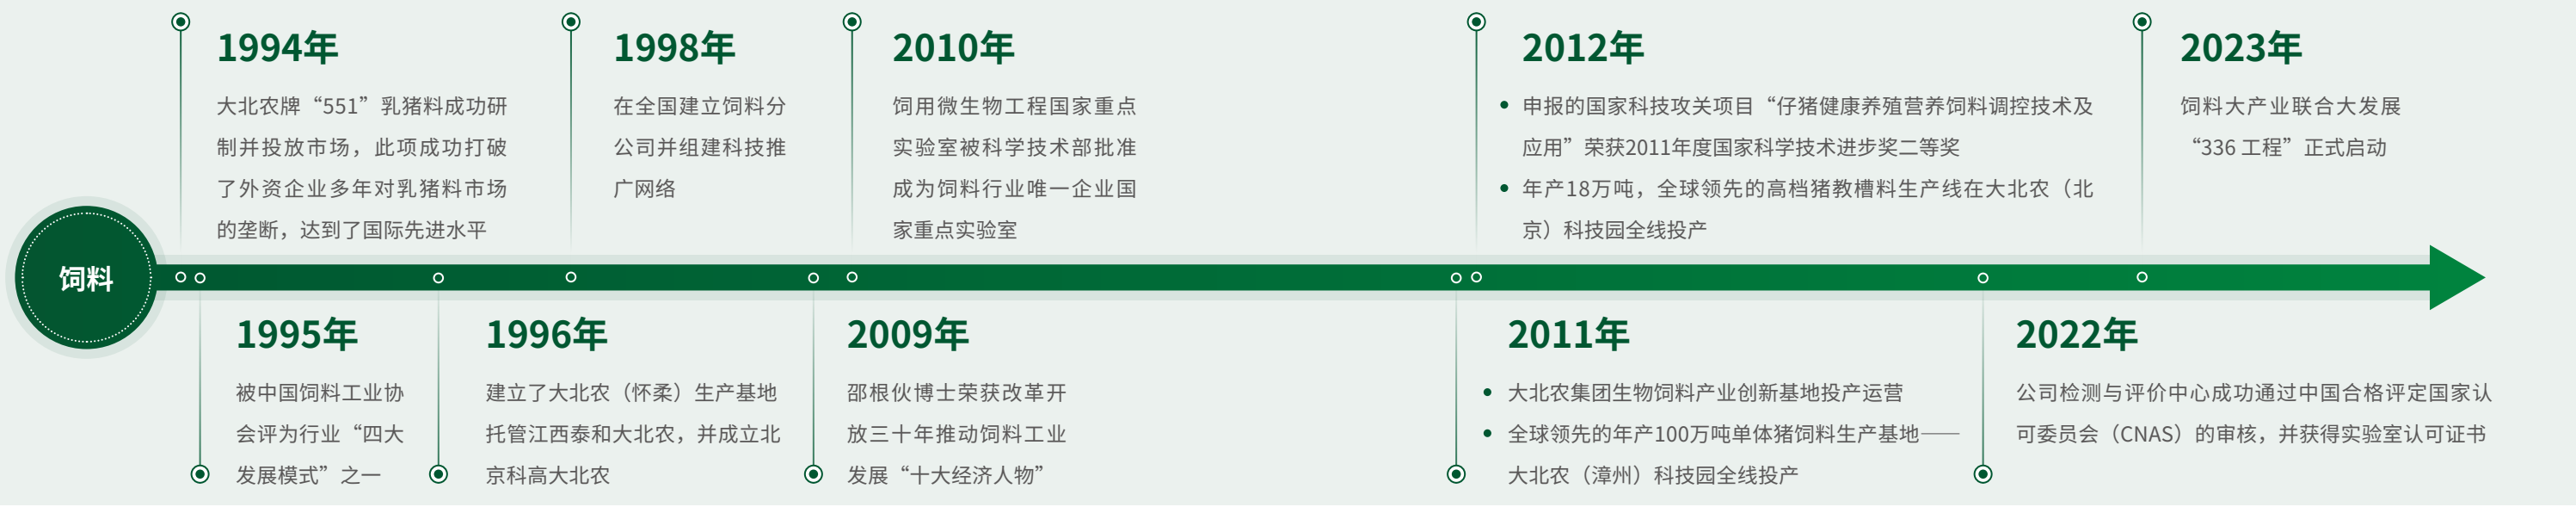 1994年
大北农牌“551”乳猪料成功研
制并投放市场，此项成功打破
了外资企业多年对乳猪料市场
的垄断，达到了国际先进水平
1998年
在全国建立饲料分
公司并组建科技推
广网络
2010年
饲用微生物工程国家重点
实验室被科学技术部批准
成为饲料行业唯一企业国
家重点实验室
2012年
申报的国家科技攻关项目“仔猪健康养殖营养饲料调控技术及
应用”荣获2011年度国家科学技术进步奖二等奖
年产18万吨，全球领先的高档猪教槽料生产线在大北农（北
京）科技园全线投产
2023年
饲料大产业联合大发展
“336 工程”正式启动
饲料
1995年
被中国饲料工业协
会评为行业“四大
发展模式”之一
1996年
建立了大北农（怀柔）生产基地
托管江西泰和大北农，并成立北
京科高大北农
2009年
邵根伙博士荣获改革开
放三十年推动饲料工业
发展“十大经济人物”
2011年
大北农集团生物饲料产业创新基地投产运营
全球领先的年产100万吨单体猪饲料生产基地——
大北农（漳州）科技园全线投产
2022年
公司检测与评价中心成功通过中国合格评定国家认
可委员会（CNAS）的审核，并获得实验室认可证书